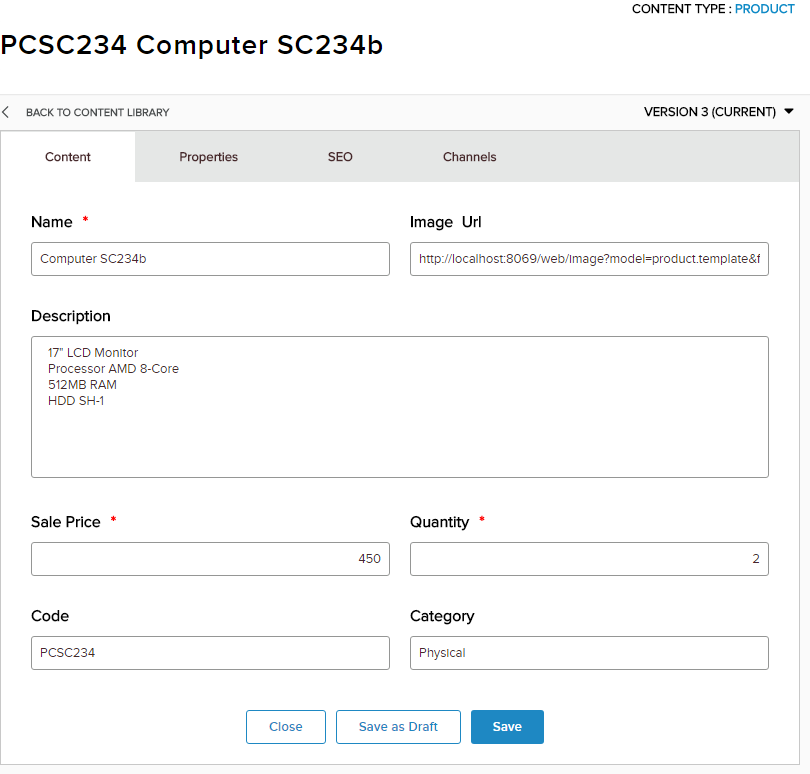 CONTENT TYPE : PRODUCT
PCSC234 Computer SC234b
BACK TO CONTENT LIBRARY
VERSION 3 (CURRENT)
Content Properties SEO Channels
Name * Image Url
Computer SC234b http://localhost:8069/web/image?model=product.template&f
Description
17" LCD Monitor
Processor AMD 8-Core
512MB RAM
HDD SH-1
Sale Price * Quantity *
450 2
Code Category
PCSC234 Physical
Close Save as Draft Save